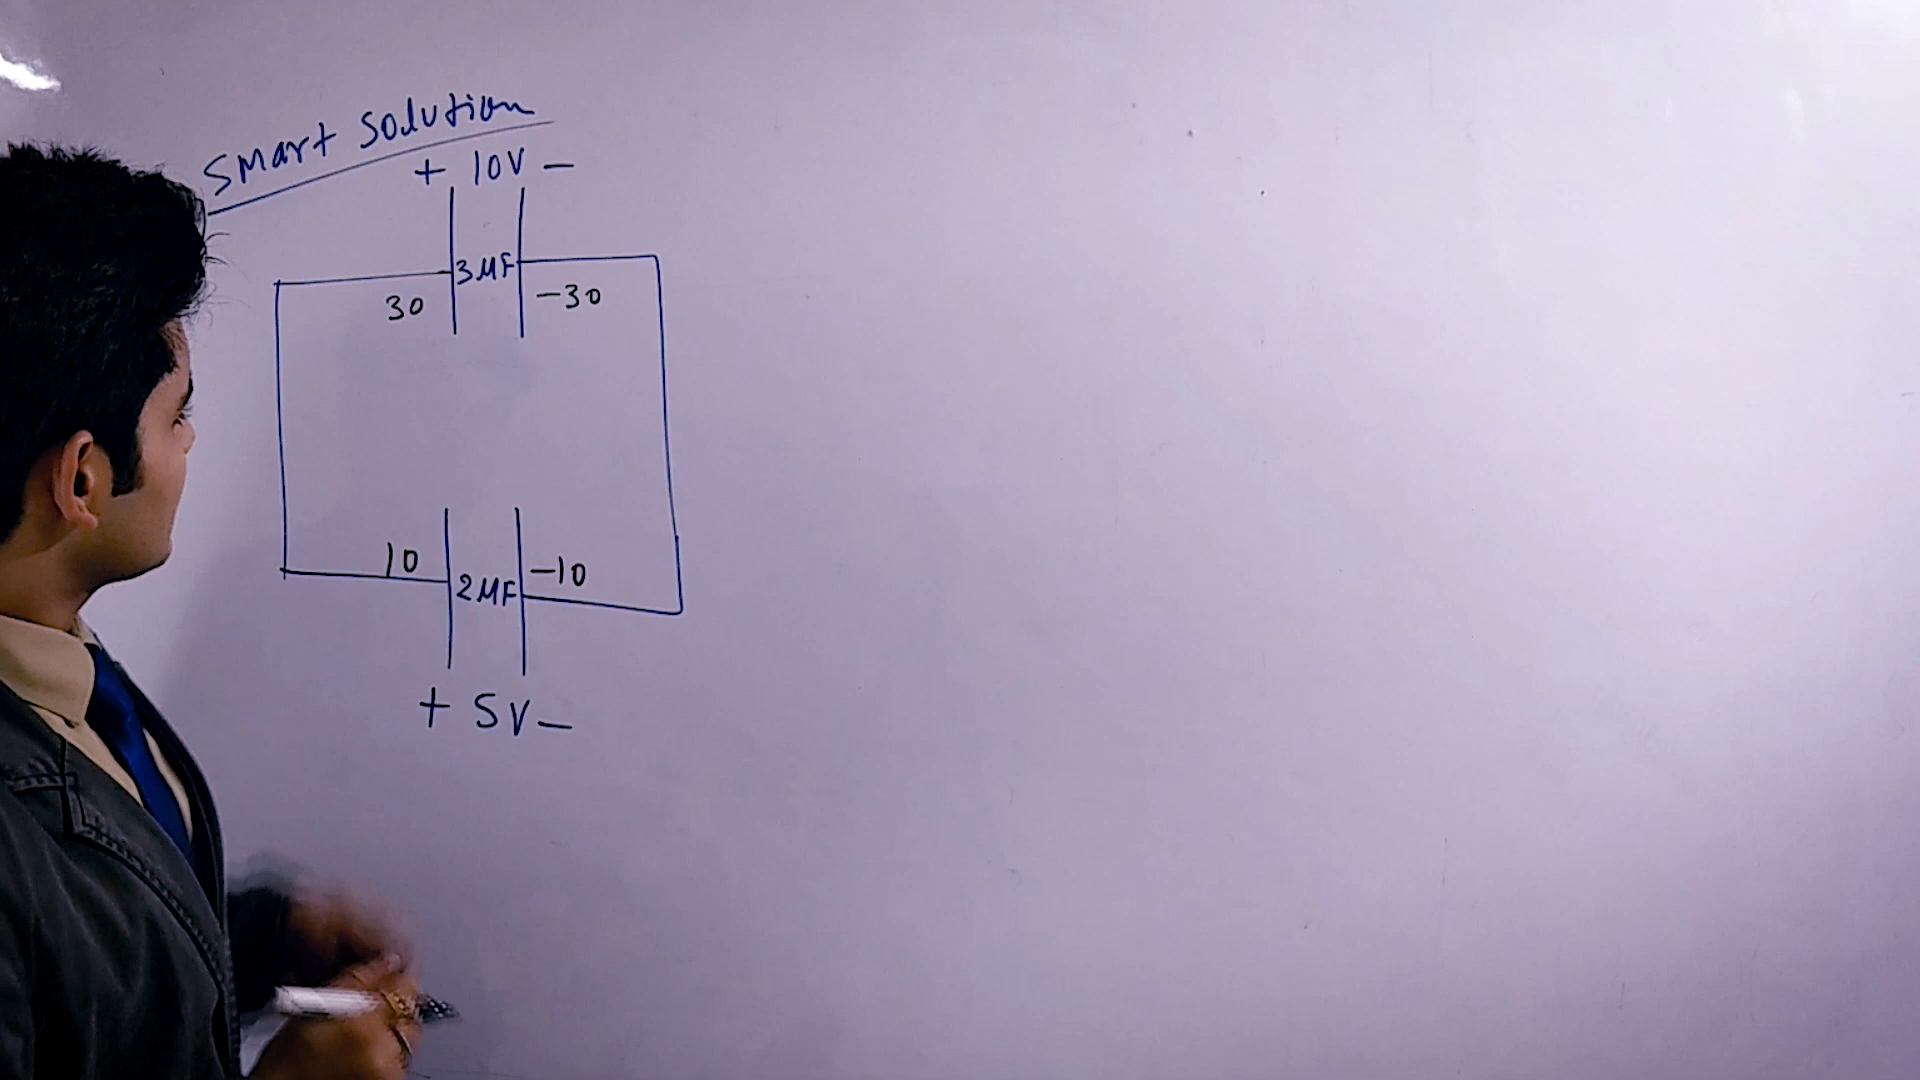 Smart Solution
+ 10V −
3μF
30 −30
10 −10
2μF
+ 5V −